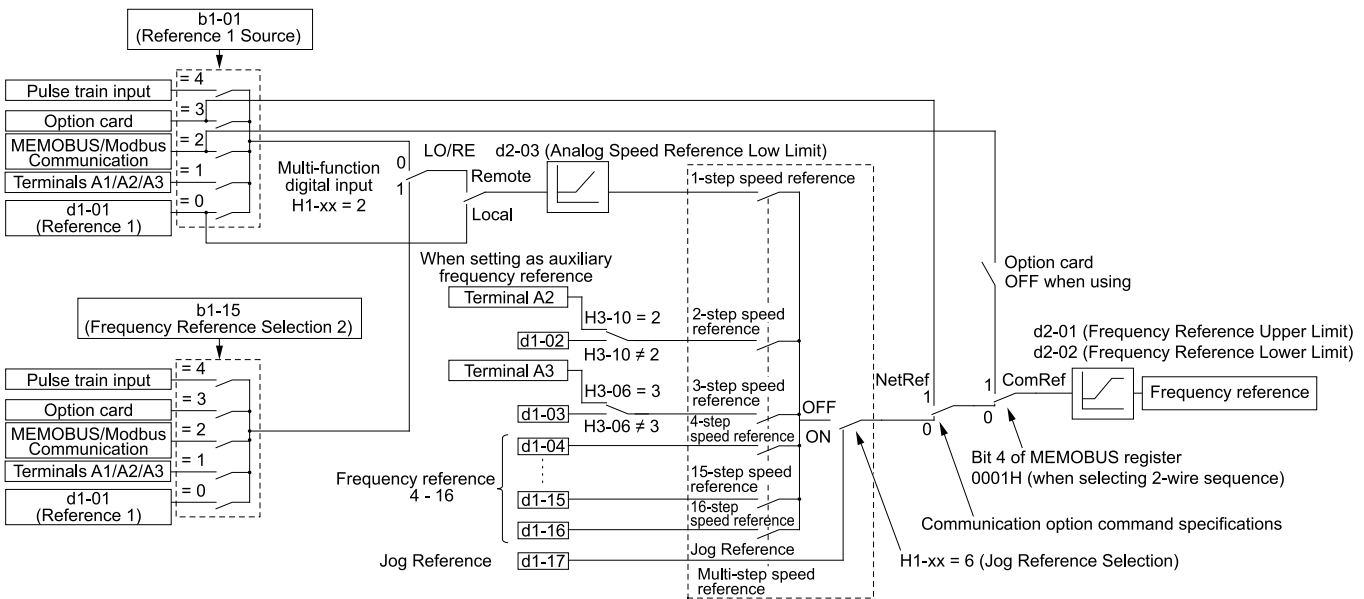 b1-01
(Reference 1 Source)
= 4
Pulse train input
= 3
Option card
= 2
MEMOBUS/Modbus
Communication
= 1
Terminals A1/A2/A3
= 0
d1-01
(Reference 1)
Multi-function
digital input
H1-xx = 2
0
1
LO/RE
Remote
Local
d2-03 (Analog Speed Reference Low Limit)
1-step speed reference
When setting as auxiliary
frequency reference
Terminal A2
H3-10 = 2
d1-02
H3-10 ≠ 2
2-step speed
reference
Terminal A3
H3-06 = 3
d1-03
H3-06 ≠ 3
3-step speed
reference
4-step
speed reference
d1-04
Frequency reference
4 - 16
d1-15
15-step speed
reference
d1-16
16-step
speed reference
Jog Reference
d1-17
Jog Reference
Multi-step speed
reference
b1-15
(Frequency Reference Selection 2)
= 4
Pulse train input
= 3
Option card
= 2
MEMOBUS/Modbus
Communication
= 1
Terminals A1/A2/A3
= 0
d1-01
(Reference 1)
OFF
ON
NetRef
1
0
Option card
OFF when using
1
0
ComRef
d2-01 (Frequency Reference Upper Limit)
d2-02 (Frequency Reference Lower Limit)
Frequency reference
Bit 4 of MEMOBUS register
0001H (when selecting 2-wire sequence)
Communication option command specifications
H1-xx = 6 (Jog Reference Selection)